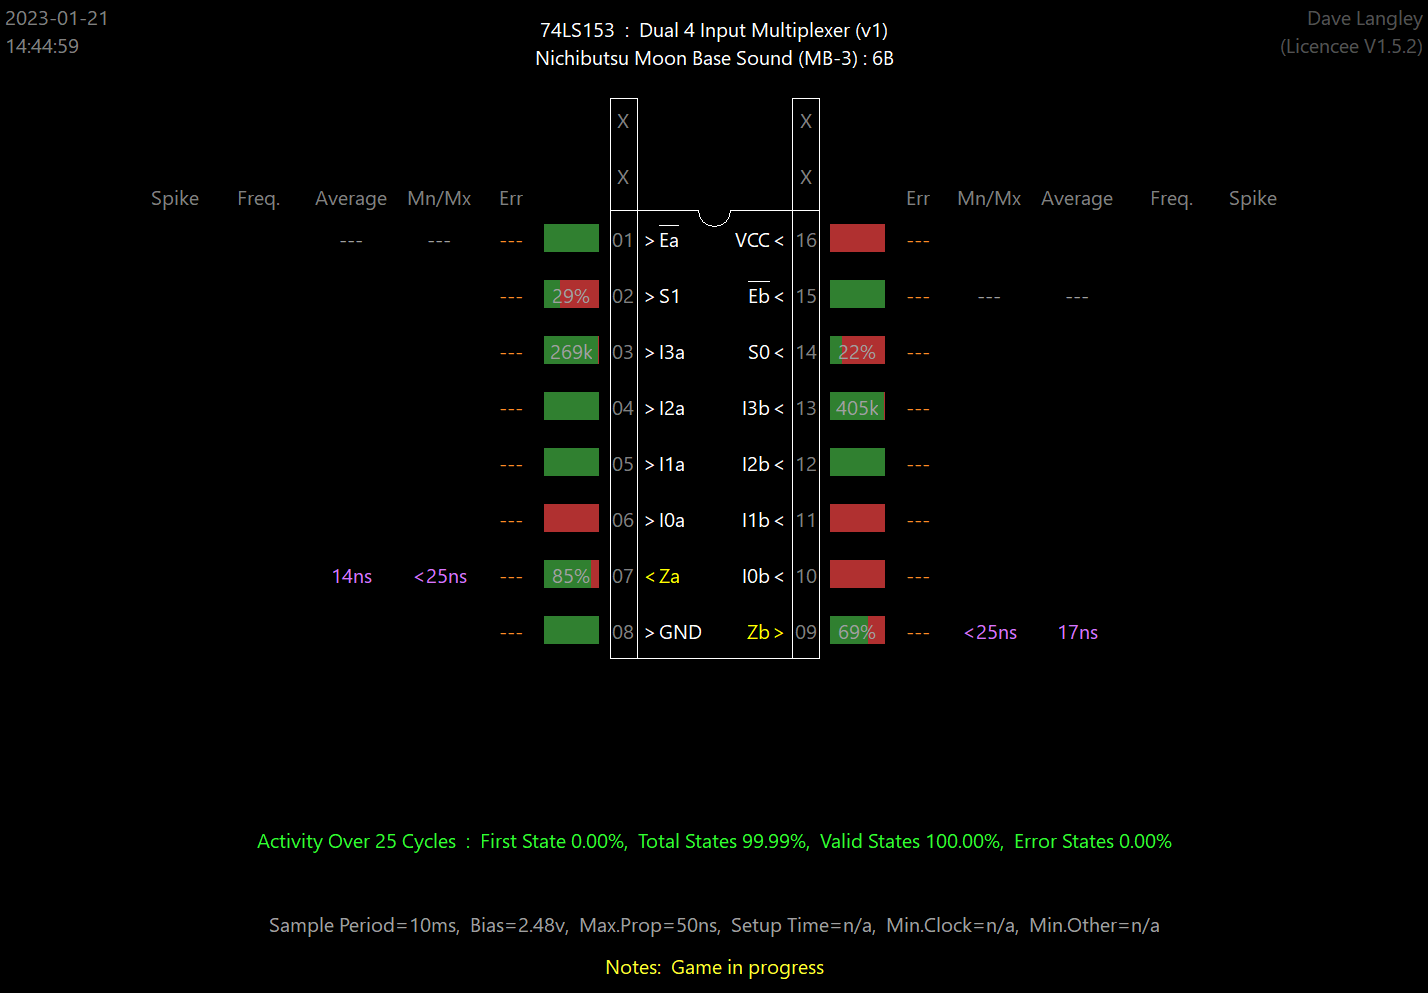 2023-01-21
14:44:59
74LS153 : Dual 4 Input Multiplexer (v1)
Nichibutsu Moon Base Sound (MB-3) : 6B
Dave Langley
(Licencee V1.5.2)
X X
X X
Spike Freq. Average Mn/Mx Err Err Mn/Mx Average Freq. Spike
--- --- --- 01 > Ea VCC < 16 ---
--- 29% 02 > S1 Eb < 15 --- --- ---
--- 269k 03 > I3a S0 < 14 22% ---
--- 04 > I2a I3b < 13 405k ---
--- 05 > I1a I2b < 12 ---
--- 06 > I0a I1b < 11 ---
14ns <25ns --- 85% 07 < Za I0b < 10 ---
--- 08 > GND Zb > 09 69% --- <25ns 17ns
Activity Over 25 Cycles : First State 0.00%, Total States 99.99%, Valid States 100.00%, Error States 0.00%
Sample Period=10ms, Bias=2.48v, Max.Prop=50ns, Setup Time=n/a, Min.Clock=n/a, Min.Other=n/a
Notes: Game in progress